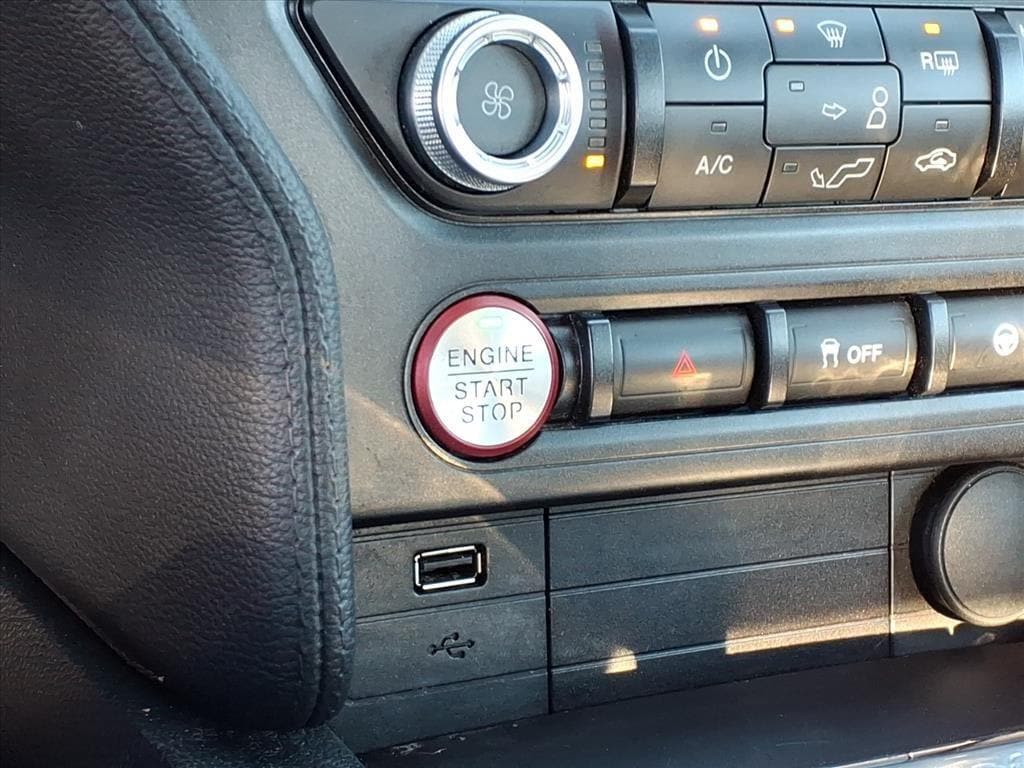 R
A/C
ENGINE
START
STOP
OFF